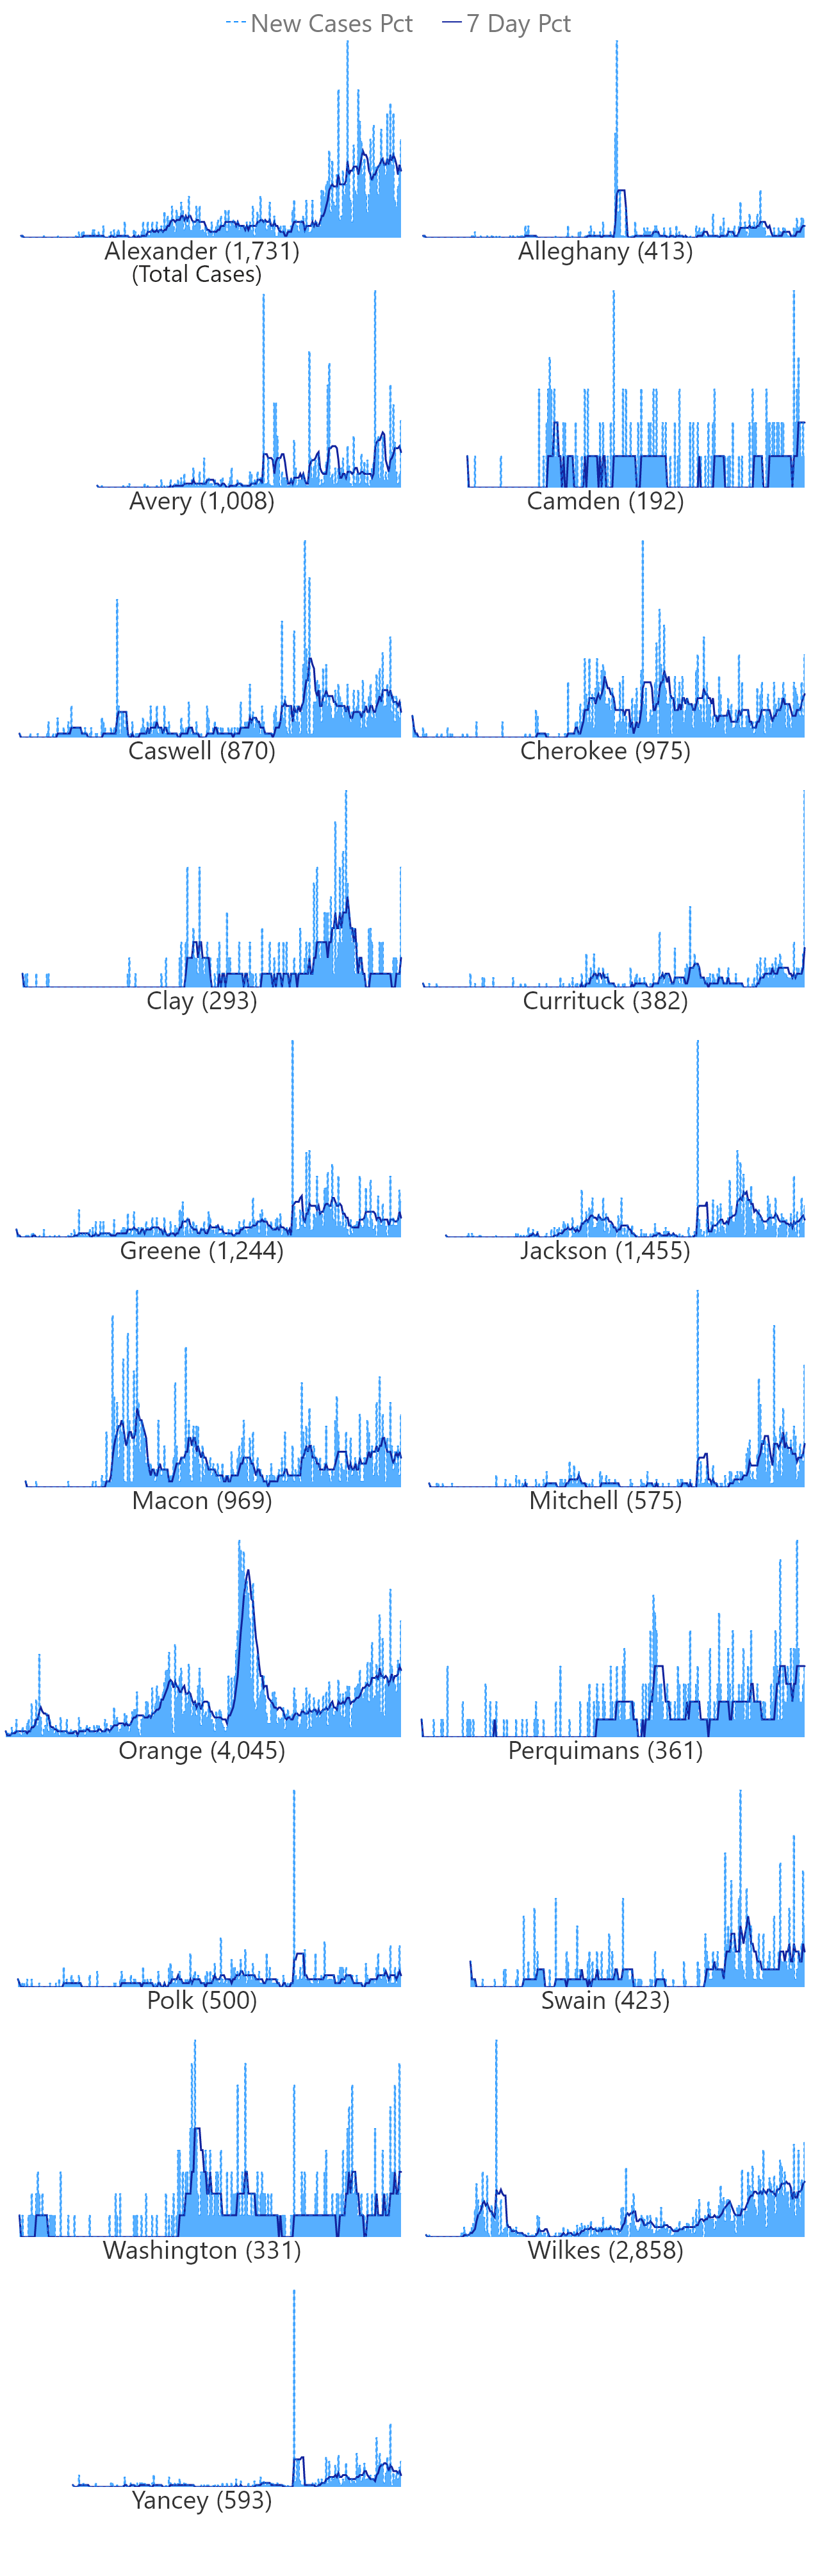 New Cases Pct 7 Day Pct
Alexander (1,731) Alleghany (413)
(Total Cases)
Avery (1,008) Camden (192)
Caswell (870) Cherokee (975)
Clay (293) Currituck (382)
Greene (1,244) Jackson (1,455)
Macon (969) Mitchell (575)
Orange (4,045) Perquimans (361)
Polk (500) Swain (423)
Washington (331) Wilkes (2,858)
Yancey (593)